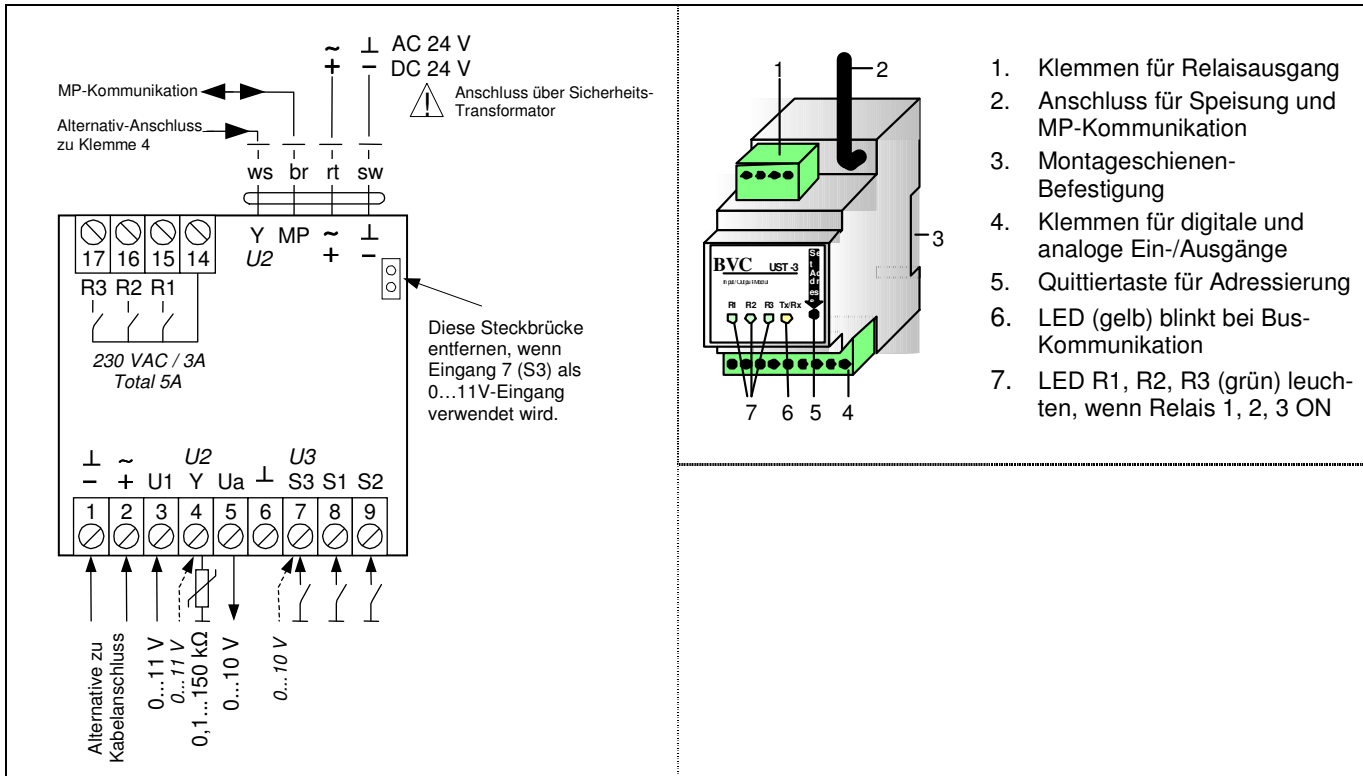 ~ ⊥ AC 24 V
+ – DC 24 V
MP-Kommunikation
Anschluss über Sicherheits-
Transformator
Alternativ-Anschluss
zu Klemme 4
ws br rt sw
Y MP ~ ⊥
U2 + –
17 16 15 14
R3 R2 R1
230 VAC / 3A
Total 5A
Diese Steckbrücke
entfernen, wenn
Eingang 7 (S3) als
0...11V-Eingang
verwendet wird.
⊥ ~ U2 U3
– + U1 Y Ua ⊥ S3 S1 S2
1 2 3 4 5 6 7 8 9
Alternative zu
Kabelanschluss
0...11 V
0...11 V
0,1...150 kΩ
0...10 V
0...10 V
1 2
3
BVC UST-3
Input/Output Modul
Set Adress
R1 R2 R3 Tx/Rx
7 6 5 4
1. Klemmen für Relaisausgang
2. Anschluss für Speisung und
MP-Kommunikation
3. Montageschienen-
Befestigung
4. Klemmen für digitale und
analoge Ein-/Ausgänge
5. Quittiertaste für Adressierung
6. LED (gelb) blinkt bei Bus-
Kommunikation
7. LED R1, R2, R3 (grün) leuch-
ten, wenn Relais 1, 2, 3 ON